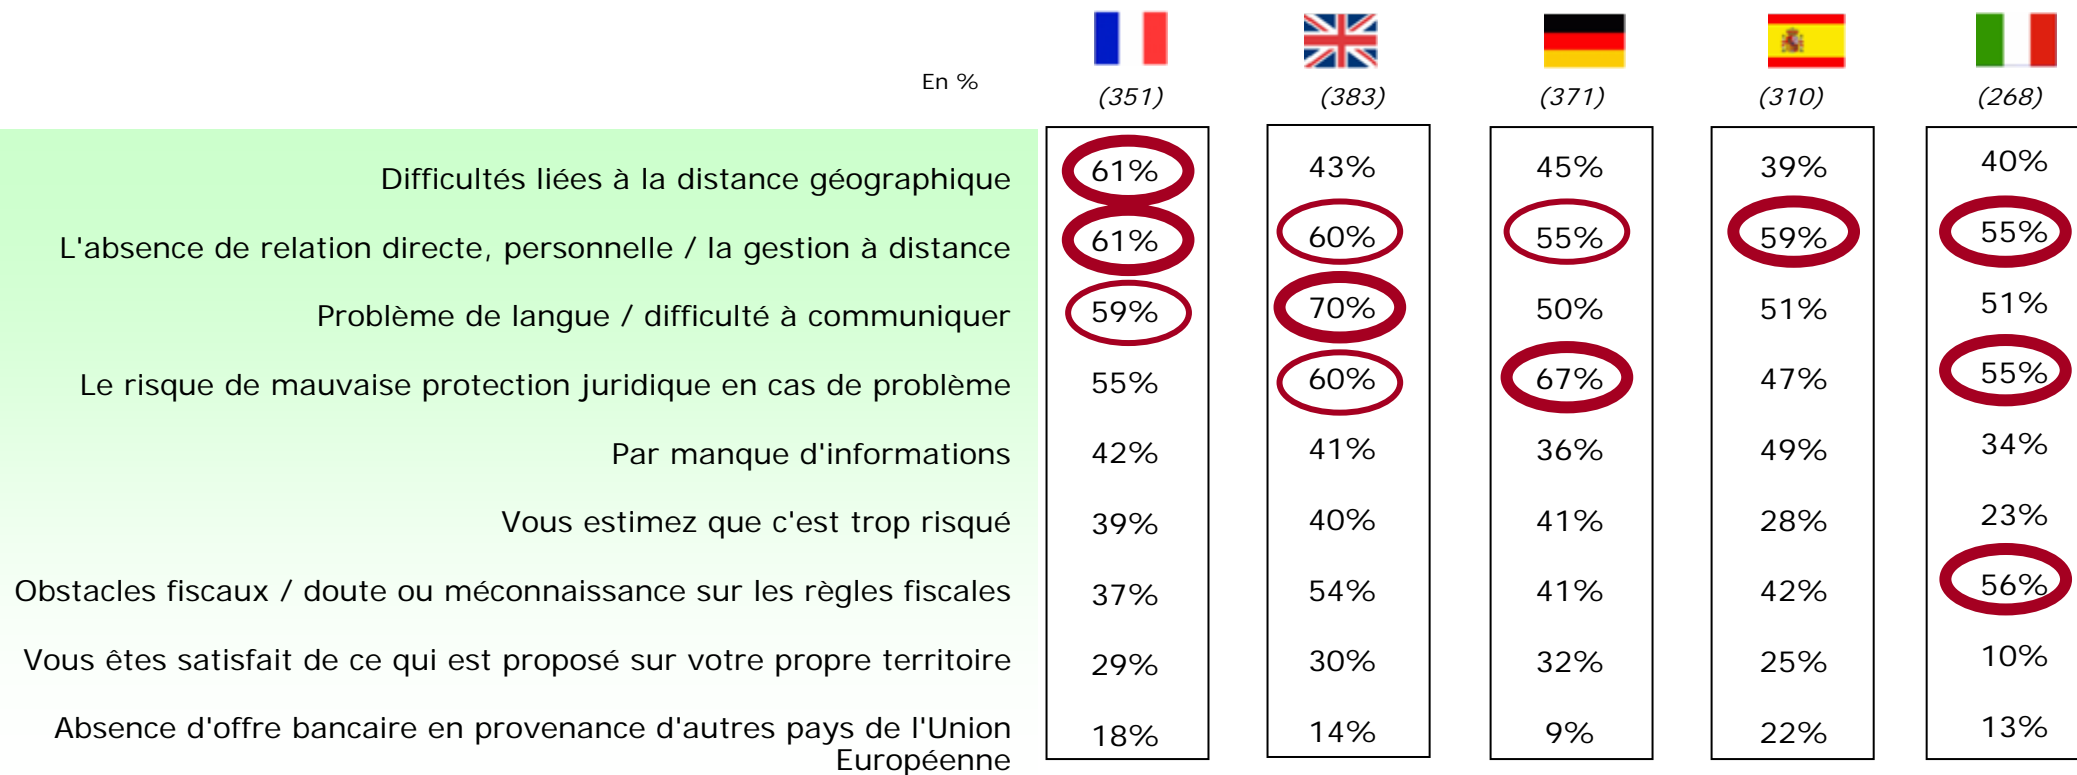 En %
(351) (383) (371) (310) (268)
Difficultés liées à la distance géographique 61% 43% 45% 39% 40%
L'absence de relation directe, personnelle / la gestion à distance 61% 60% 55% 59% 55%
Problème de langue / difficulté à communiquer 59% 70% 50% 51% 51%
Le risque de mauvaise protection juridique en cas de problème 55% 60% 67% 47% 55%
Par manque d'informations 42% 41% 36% 49% 34%
Vous estimez que c'est trop risqué 39% 40% 41% 28% 23%
Obstacles fiscaux / doute ou méconnaissance sur les règles fiscales 37% 54% 41% 42% 56%
Vous êtes satisfait de ce qui est proposé sur votre propre territoire 29% 30% 32% 25% 10%
Absence d'offre bancaire en provenance d'autres pays de l'Union
Européenne 18% 14% 9% 22% 13%